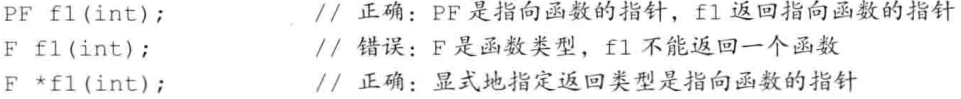 PF f1(int); // 正确：PF是指向函数的指针，f1返回指向函数的指针
F f1(int); // 错误：F是函数类型，f1不能返回一个函数
F *f1(int); // 正确：显式地指定返回类型是指向函数的指针